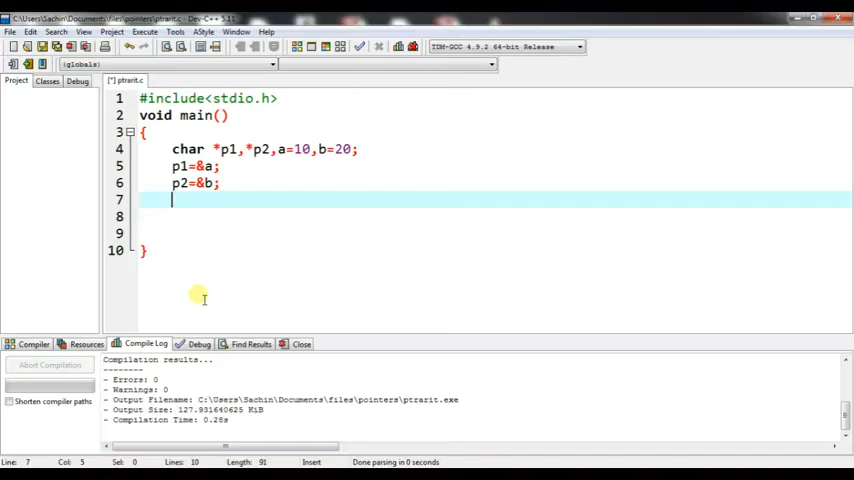 C:\Users\Sachin\Documents\files\pointers\ptrarit.c - Dev-C++ 5.11
File Edit Search View Project Execute Tools AStyle Window Help
TDM-GCC 4.9.2 64-bit Release
(globals)
Project Classes Debug
[*] ptrarit.c
1 #include<stdio.h>
2 void main()
3 {
4 char *p1,*p2,a=10,b=20;
5 p1=&a;
6 p2=&b;
7
8
9
10 }
Compiler Resources Compile Log Debug Find Results Close
Abort Compilation
Shorten compiler paths
Compilation results...
--------
- Errors: 0
- Warnings: 0
- Output Filename: C:\Users\Sachin\Documents\files\pointers\ptrarit.exe
- Output Size: 127.931640625 KiB
- Compilation Time: 0.28s
Line: 7 Col: 5 Sel: 0 Lines: 10 Length: 91 Insert Done parsing in 0 seconds